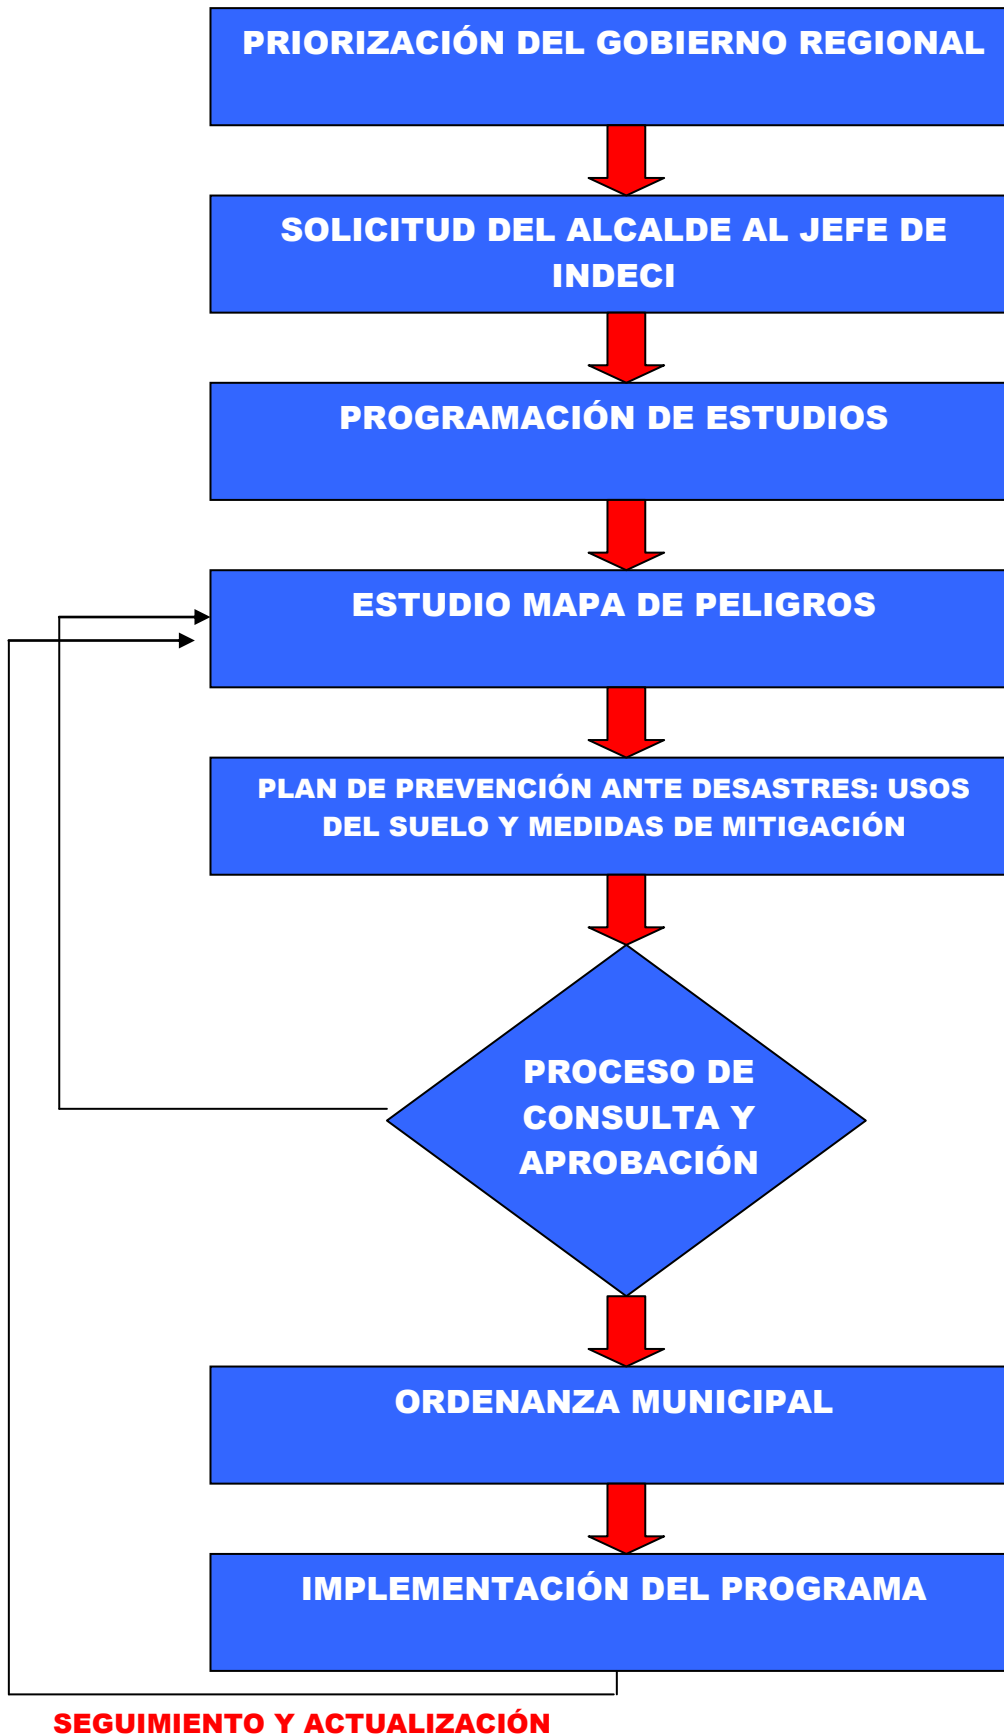 PRIORIZACIÓN DEL GOBIERNO REGIONAL
SOLICITUD DEL ALCALDE AL JEFE DE
INDECI
PROGRAMACIÓN DE ESTUDIOS
ESTUDIO MAPA DE PELIGROS
PLAN DE PREVENCIÓN ANTE DESASTRES: USOS
DEL SUELO Y MEDIDAS DE MITIGACIÓN
PROCESO DE
CONSULTA Y
APROBACIÓN
ORDENANZA MUNICIPAL
IMPLEMENTACIÓN DEL PROGRAMA
SEGUIMIENTO Y ACTUALIZACIÓN